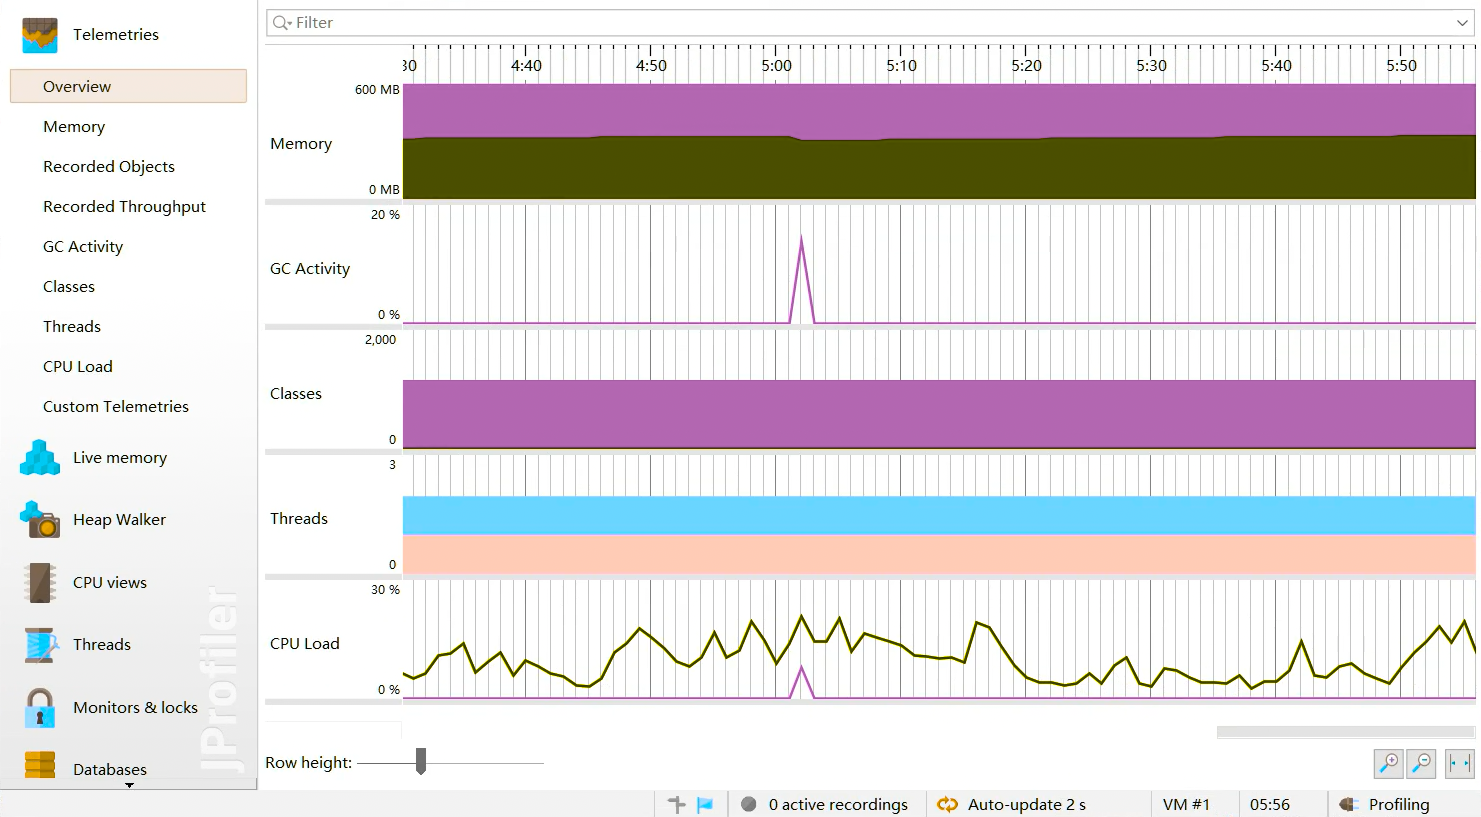 Telemetries
Overview
Memory
Recorded Objects
Recorded Throughput
GC Activity
Classes
Threads
CPU Load
Custom Telemetries
Live memory
Heap Walker
CPU views
Threads
Monitors & locks
Databases
JProfiler
Filter
30 4:40 4:50 5:00 5:10 5:20 5:30 5:40 5:50
600 MB
Memory
0 MB
20 %
GC Activity
0 %
2,000
Classes
0
3
Threads
0
30 %
CPU Load
0 %
Row height:
0 active recordings Auto-update 2 s VM #1 05:56 Profiling